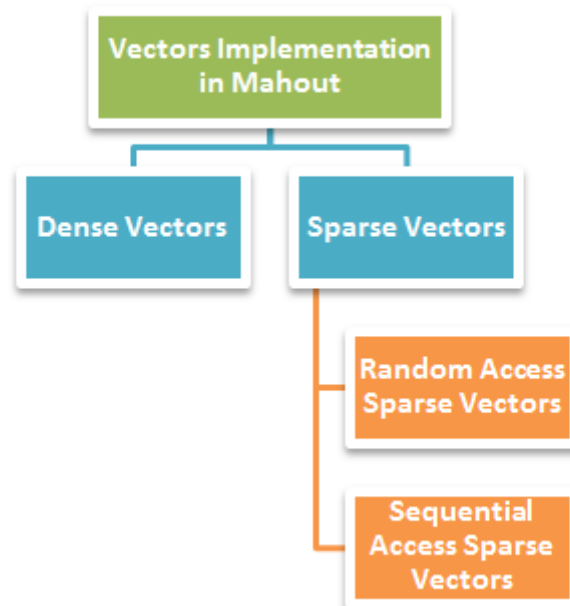 Vectors Implementation
in Mahout
Dense Vectors
Sparse Vectors
Random Access
Sparse Vectors
Sequential
Access Sparse
Vectors